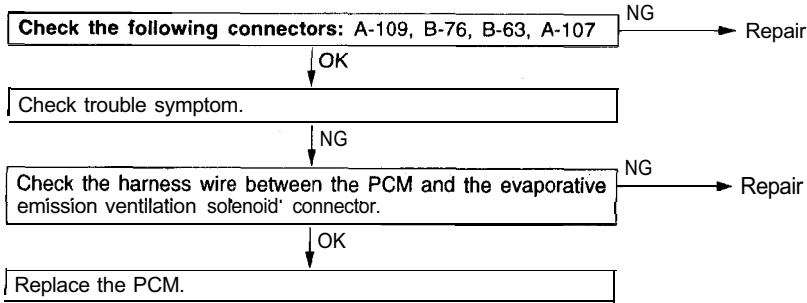 Check the following connectors: A-109, B-76, B-63, A-107
NG
Repair
OK
Check trouble symptom.
NG
Check the harness wire between the PCM and the evaporative
emission ventilation solenoid connector.
NG
Repair
OK
Replace the PCM.